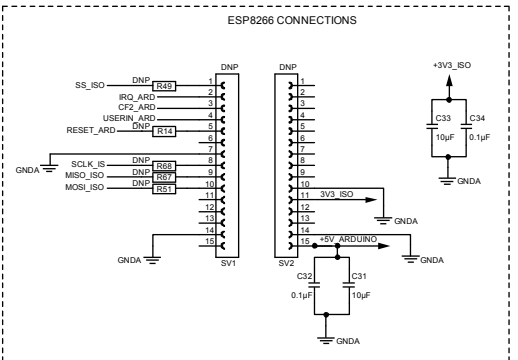 ESP8266 CONNECTIONS
DNP
DNP
+3V3_ISO
SS_ISO DNP R49 1
IRQ_ARD 2
CF2_ARD 3
USERIN_ARD 4
RESET_ARD DNP R14 5
6
7
SCLK_IS DNP R68 8
MISO_ISO DNP R67 9
MOSI_ISO DNP R51 10
11
12
13
14
15
GNDA
GNDA
SV1
1
2
3
4
5
6
7
8
9
10
11 3V3_ISO
12
13
14
15 +5V_ARDUINO
SV2
GNDA
GNDA
C33
10µF
C34
0.1µF
GNDA
C32
0.1µF
C31
10µF
GNDA